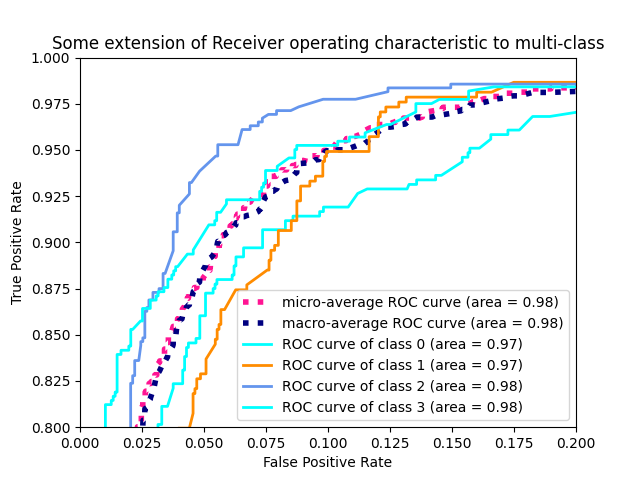 Some extension of Receiver operating characteristic to multi-class
1.000
0.975
0.950
0.925
0.900
0.875
0.850
0.825
0.800
True Positive Rate
micro-average ROC curve (area = 0.98)
macro-average ROC curve (area = 0.98)
ROC curve of class 0 (area = 0.97)
ROC curve of class 1 (area = 0.97)
ROC curve of class 2 (area = 0.98)
ROC curve of class 3 (area = 0.98)
0.000 0.025 0.050 0.075 0.100 0.125 0.150 0.175 0.200
False Positive Rate